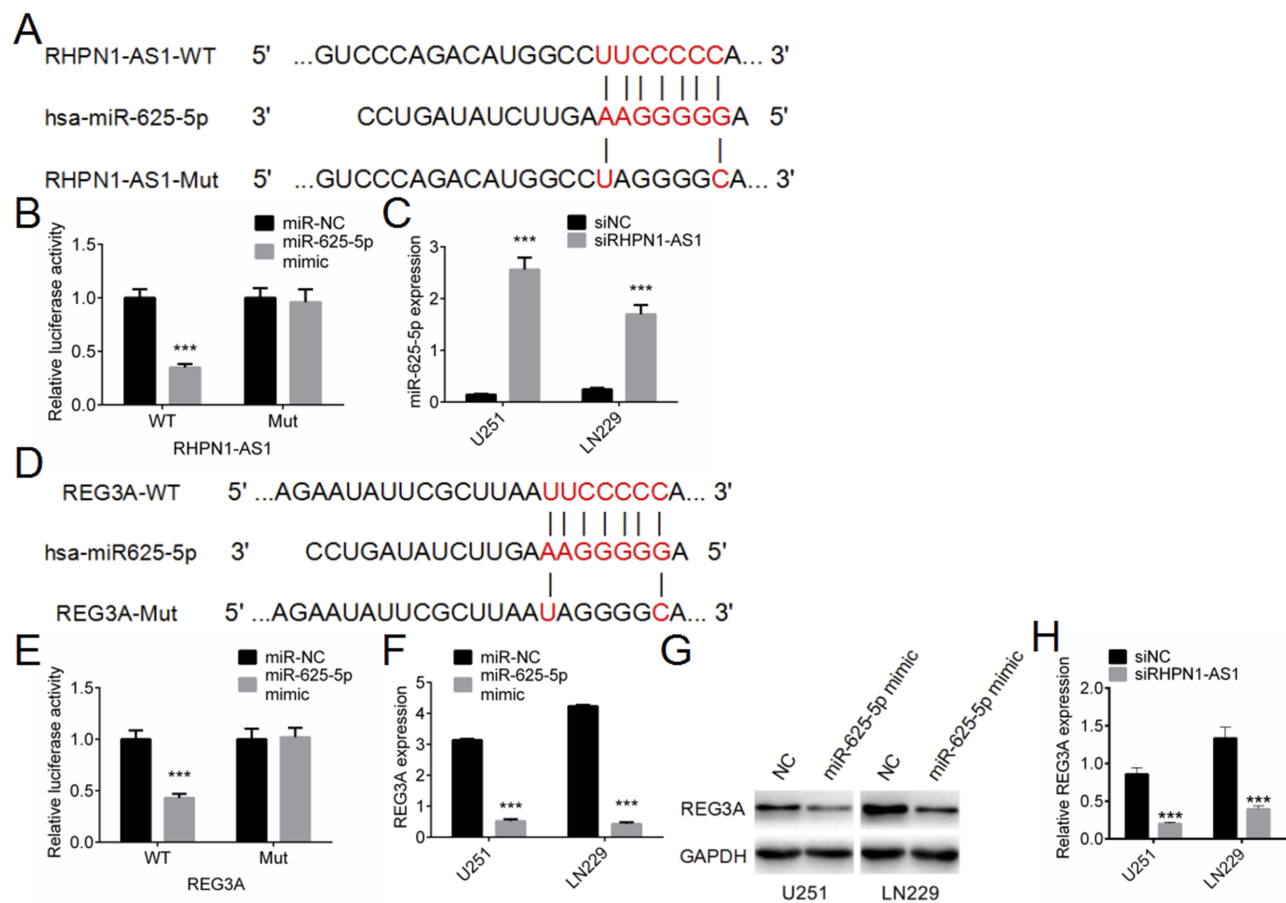 A
RHPN1-AS1-WT 5' ...GUCCCAGACAUGGCCUUCCCCCA... 3'
hsa-miR-625-5p 3' CCUGAUAUCUUGAAAGGGGGA 5'
RHPN1-AS1-Mut 5' ...GUCCCAGACAUGGCCUAGGGGCA... 3'
B
miR-NC
miR-625-5p
mimic
Relative luciferase activity
1.5
1.0
0.5
0.0
***
WT Mut
RHPN1-AS1
C
siNC
siRHPN1-AS1
miR-625-5p expression
3
2
1
0
***
***
U251 LN229
D
REG3A-WT 5' ...AGAAUAUUCGCUUAAUUCCCCCA... 3'
hsa-miR625-5p 3' CCUGAUAUCUUGAAAGGGGGA 5'
REG3A-Mut 5' ...AGAAUAUUCGCUUAAUAGGGGCA... 3'
E
miR-NC
miR-625-5p
mimic
Relative luciferase activity
1.5
1.0
0.5
0.0
***
WT Mut
REG3A
F
miR-NC
miR-625-5p
mimic
REG3A expression
5
4
3
2
1
0
***
***
U251 LN229
G
NC miR-625-5p mimic NC miR-625-5p mimic
REG3A
GAPDH
U251 LN229
H
siNC
siRHPN1-AS1
Relative REG3A expression
2.0
1.5
1.0
0.5
0.0
***
***
U251 LN229